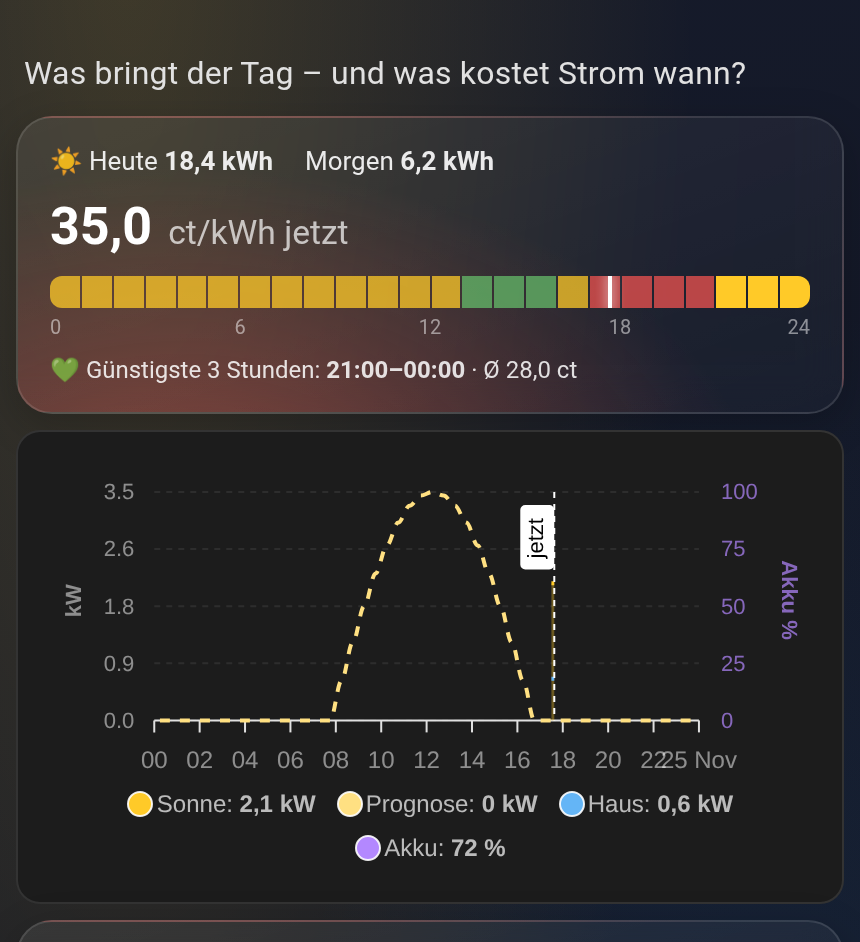 Was bringt der Tag – und was kostet Strom wann?
☀️ Heute 18,4 kWh Morgen 6,2 kWh
35,0 ct/kWh jetzt
0 6 12 18 24
💚 Günstigste 3 Stunden: 21:00–00:00 · Ø 28,0 ct
3.5 100
jetzt
2.6 75
kW
Akku %
1.8 50
0.9 25
0.0 0
00 02 04 06 08 10 12 14 16 18 20 22 25 Nov
Sonne: 2,1 kW Prognose: 0 kW Haus: 0,6 kW
Akku: 72 %